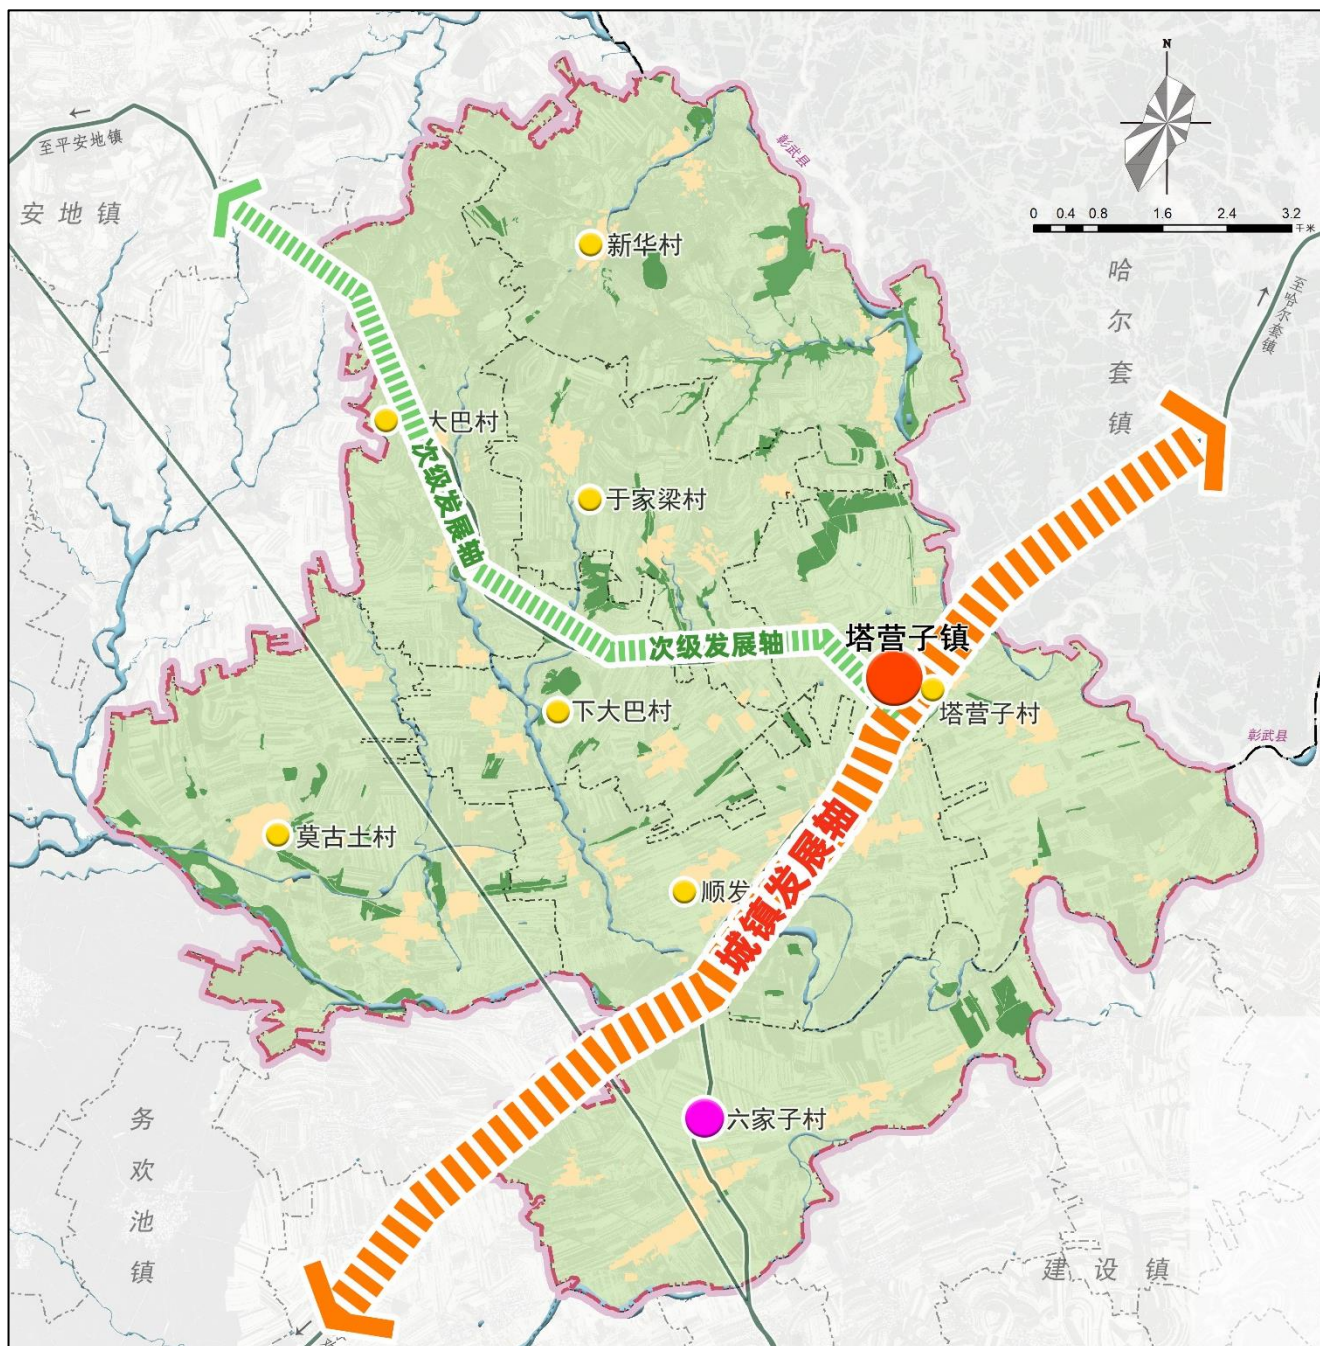 N
0 0.4 0.8 1.6 2.4 3.2
千米
至平安地镇
安地镇
彰武县
新华村
哈尔套镇
至哈尔套镇
大巴村
次级发展轴
于家梁村
塔营子镇
次级发展轴
塔营子村
下大巴村
彰武县
莫古土村
顺发
城镇发展轴
六家子村
务欢池镇
建设镇